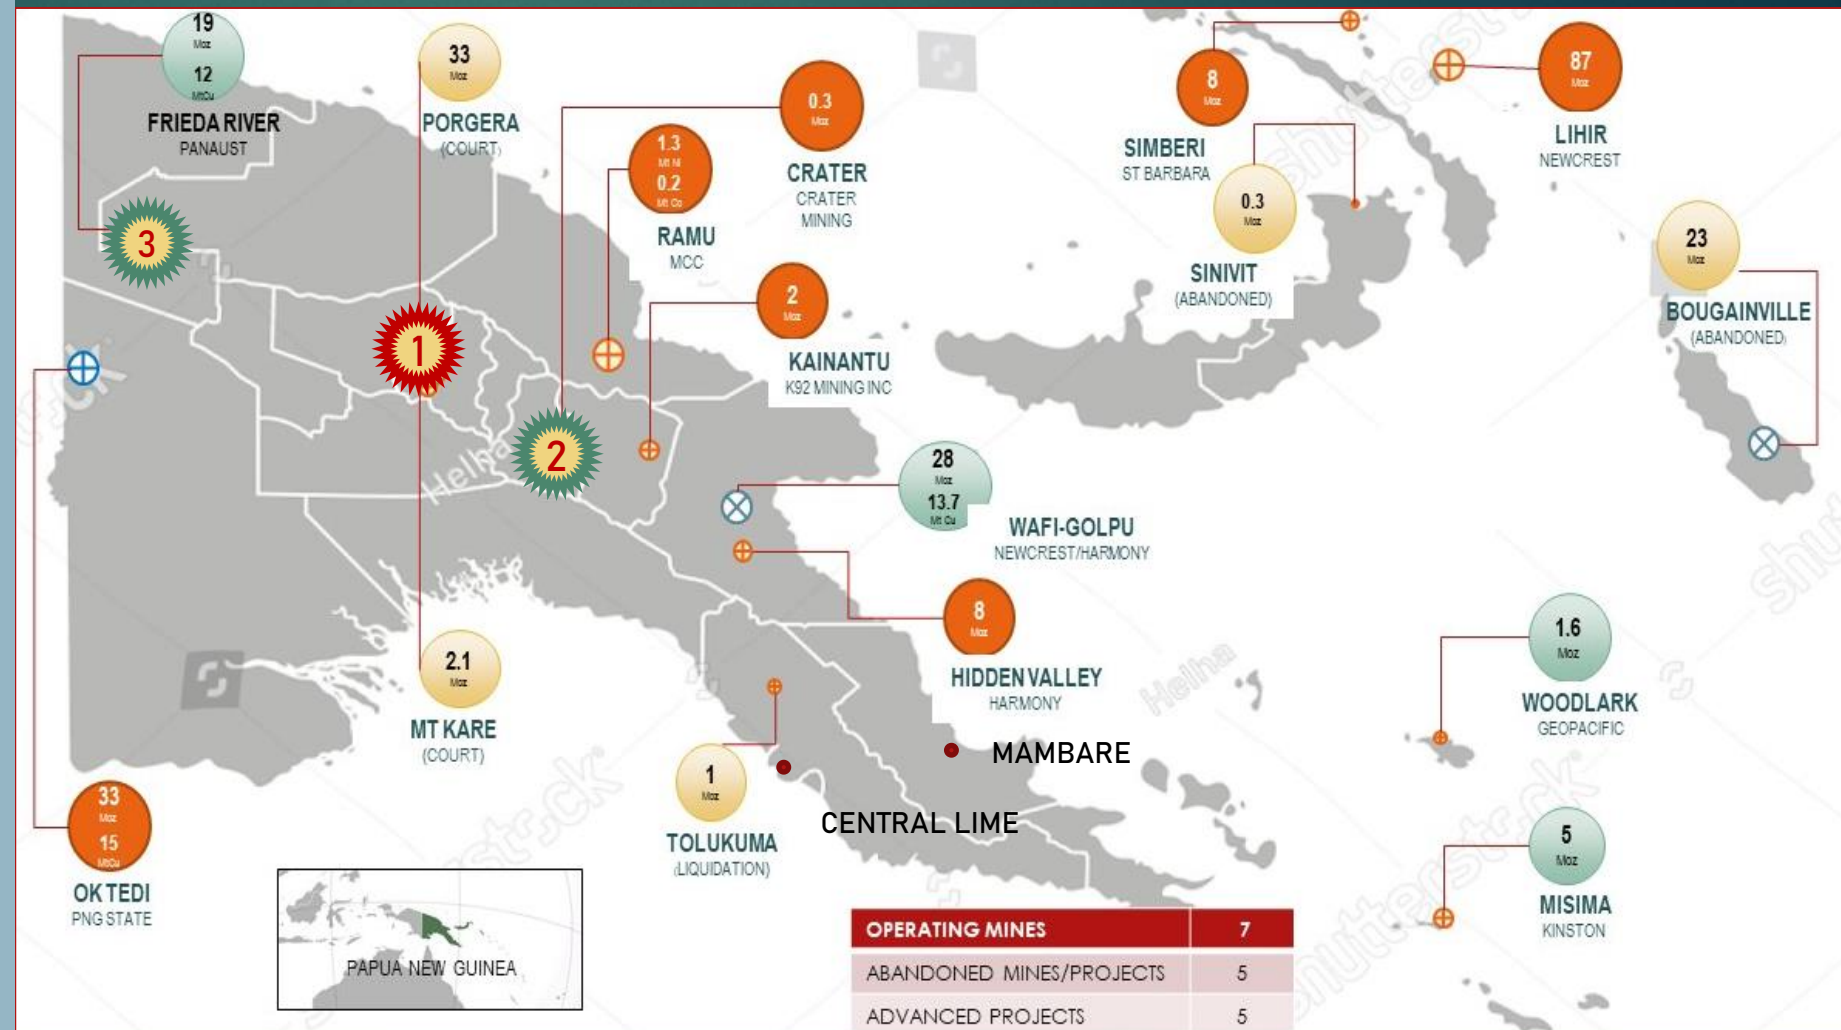 19
Moz
12
MtCu
FRIEDA RIVER
PANAUST
33
Moz
PORGERA
(COURT)
0.3
Moz
CRATER
CRATER
MINING
1.3
Mt Ni
0.2
Mt Co
RAMU
MCC
2
Moz
KAINANTU
K92 MINING INC
8
Moz
SIMBERI
ST BARBARA
87
Moz
LIHIR
NEWCREST
0.3
Moz
SINIVIT
(ABANDONED)
23
Moz
BOUGAINVILLE
(ABANDONED)
3
1
2
28
Moz
13.7
Mt Cu
WAFI-GOLPU
NEWCREST/HARMONY
8
Moz
HIDDEN VALLEY
HARMONY
1.6
Moz
WOODLARK
GEOPACIFIC
2.1
Moz
MT KARE
(COURT)
MAMBARE
1
Moz
TOLUKUMA
(LIQUIDATION)
CENTRAL LIME
33
Moz
15
MtCu
OK TEDI
PNG STATE
5
Moz
MISIMA
KINSTON
PAPUA NEW GUINEA
OPERATING MINES 7
ABANDONED MINES/PROJECTS 5
ADVANCED PROJECTS 5
shutterstock
Helha
Helha
shutterstock